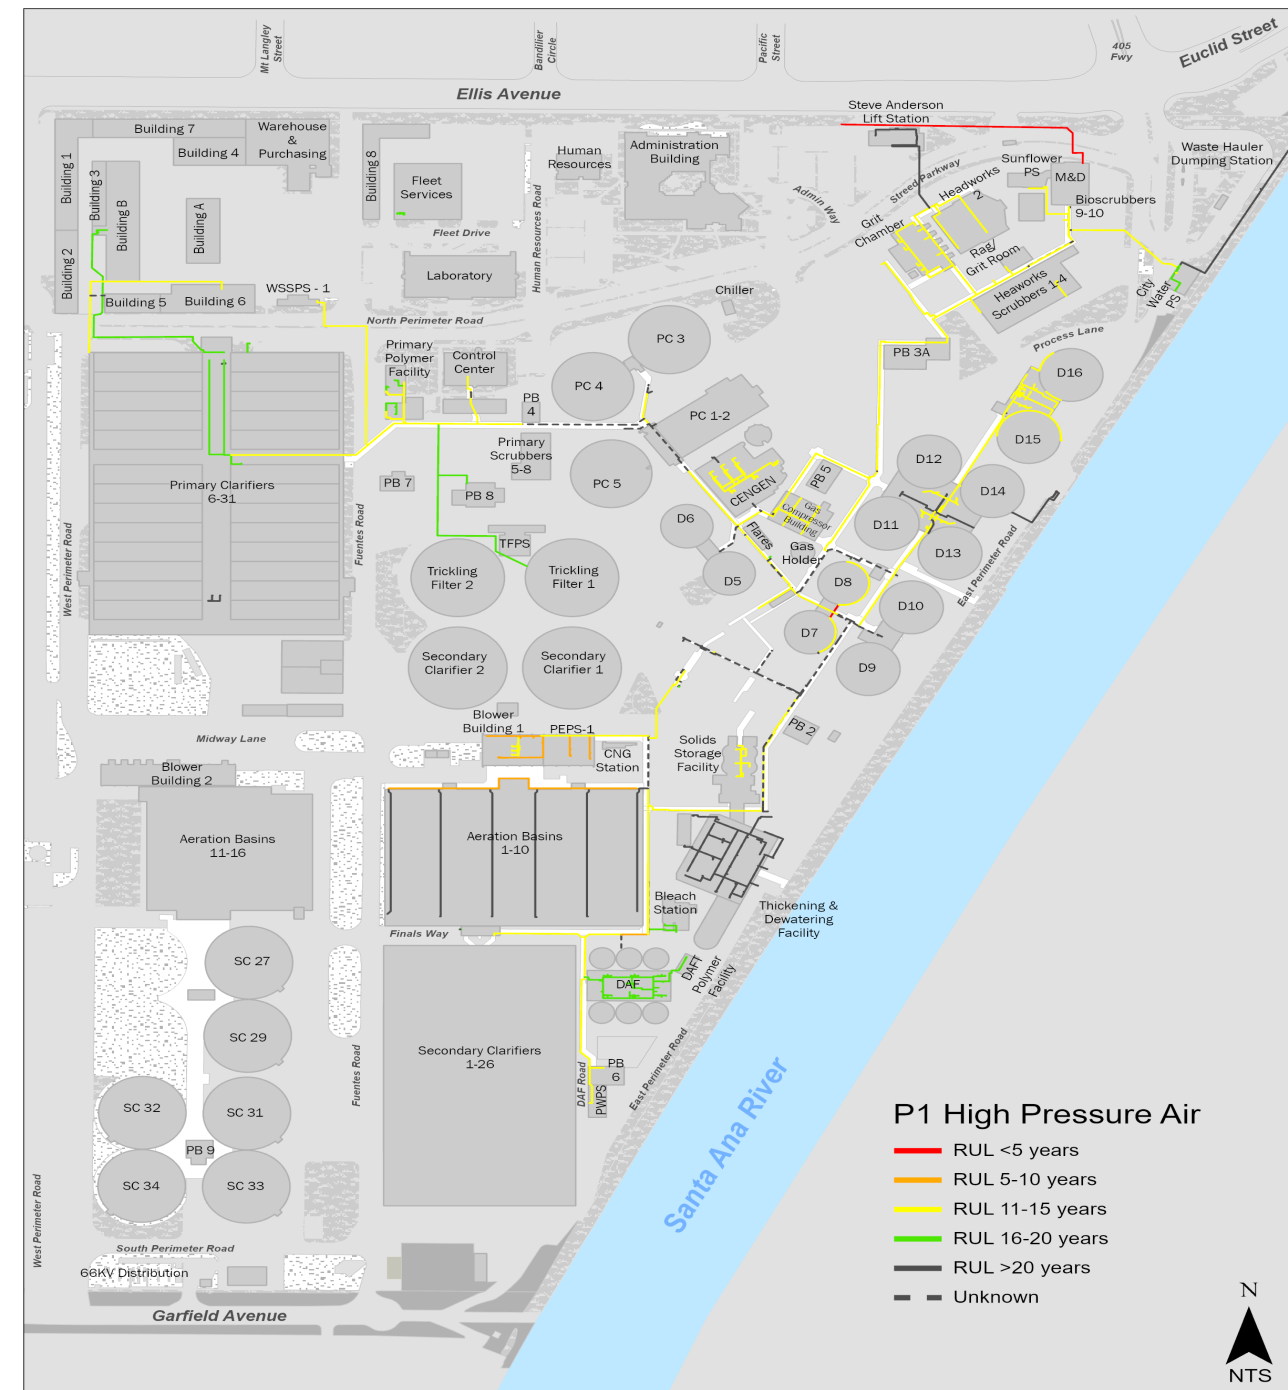 Mt Langley
Street
Bandilier
Circle
Pacific
Street
405
Fwy
Euclid Street
Ellis Avenue
Steve Anderson
Lift Station
Building 7
Warehouse
&
Purchasing
Building 4
Building 1
Building 3
Building B
Building A
Building 2
Building 5
Building 6
WSSPS - 1
Building 8
Fleet
Services
Fleet Drive
Laboratory
Human Resources Road
Human
Resources
Administration
Building
Admin Way
Streed Parkway
Grit
Chamber
Headworks
2
Sunflower
PS
M&D
Bioscrubbers
9-10
Waste Hauler
Dumping Station
Rag/
Grit Room
Heaworks
Scrubbers 1-4
City
Water
PS
Process Lane
North Perimeter Road
Chiller
Primary
Polymer
Facility
Control
Center
PB
4
PC 3
PC 4
PC 1-2
PC 5
PB 3A
D16
D15
D12
D14
D11
D13
Primary
Scrubbers
5-8
PB 7
PB 8
TFPS
CENGEN
PB 5
Gas
Compressor
Building
Gas
Holder
Flares
D6
D5
D8
D10
D7
D9
East Perimeter Road
Primary Clarifiers
6-31
West Perimeter Road
Fuentes Road
Trickling
Filter 2
Trickling
Filter 1
Secondary
Clarifier 2
Secondary
Clarifier 1
Blower
Building 1
PEPS-1
CNG
Station
Solids
Storage
Facility
PB 2
Midway Lane
Blower
Building 2
Aeration Basins
11-16
Aeration Basins
1-10
Bleach
Station
Thickening &
Dewatering
Facility
Finals Way
DAF
DAFT
Polymer
Facility
SC 27
SC 29
SC 32
SC 31
PB 9
SC 34
SC 33
Fuentes Road
Secondary Clarifiers
1-26
DAF Road
PB
6
PWPS
East Perimeter Road
Santa Ana River
West Perimeter Road
South Perimeter Road
66KV Distribution
Garfield Avenue
P1 High Pressure Air
RUL <5 years
RUL 5-10 years
RUL 11-15 years
RUL 16-20 years
RUL >20 years
Unknown
N
NTS